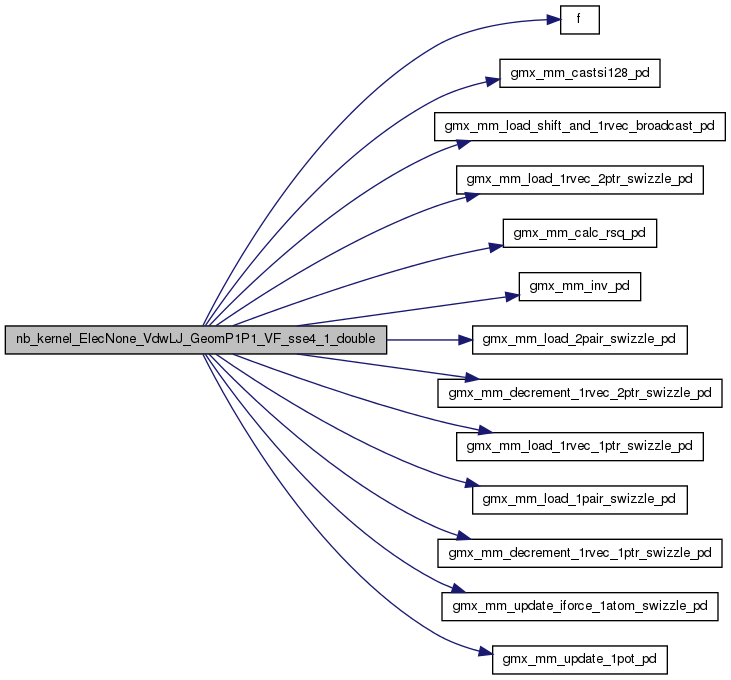 f
gmx_mm_castsi128_pd
gmx_mm_load_shift_and_1rvec_broadcast_pd
gmx_mm_load_1rvec_2ptr_swizzle_pd
gmx_mm_calc_rsq_pd
gmx_mm_inv_pd
nb_kernel_ElecNone_VdwLJ_GeomP1P1_VF_sse4_1_double
gmx_mm_load_2pair_swizzle_pd
gmx_mm_decrement_1rvec_2ptr_swizzle_pd
gmx_mm_load_1rvec_1ptr_swizzle_pd
gmx_mm_load_1pair_swizzle_pd
gmx_mm_decrement_1rvec_1ptr_swizzle_pd
gmx_mm_update_iforce_1atom_swizzle_pd
gmx_mm_update_1pot_pd